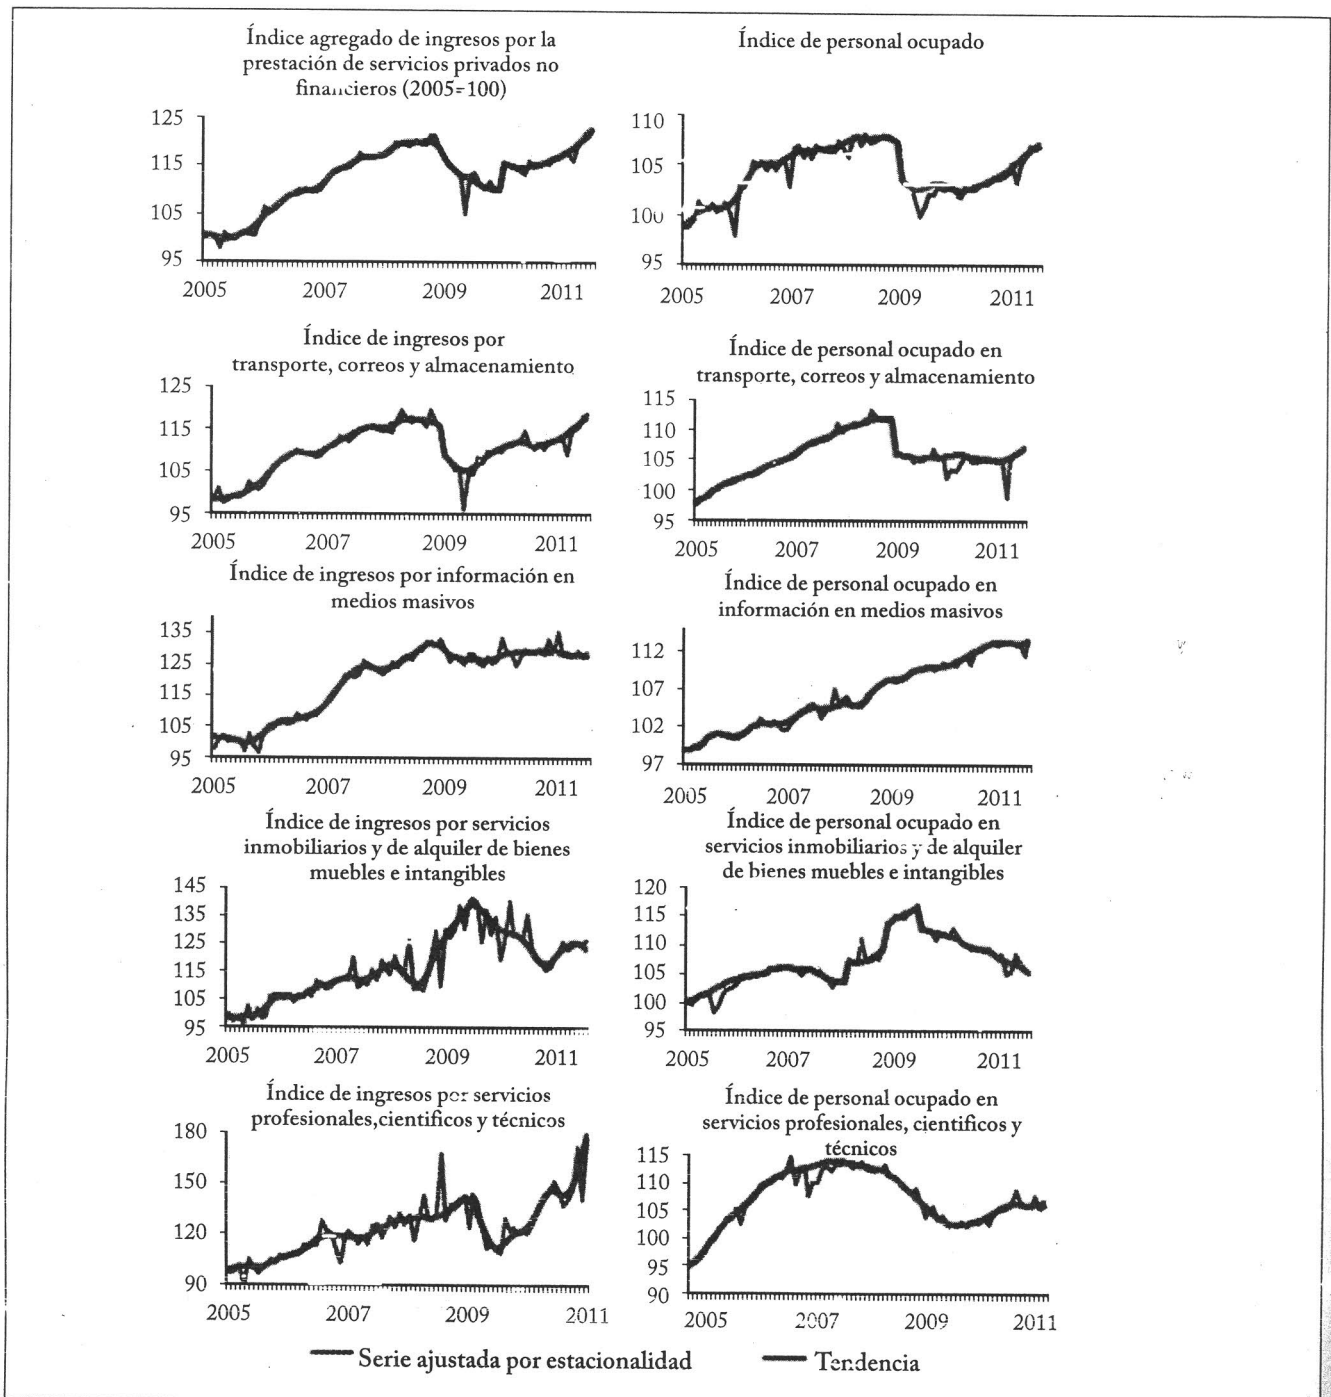 Índice agregado de ingresos por la
prestación de servicios privados no
financieros (2005=100)
125
115
105
95
2005 2007 2009 2011
Índice de personal ocupado
110
105
100
95
2005 2007 2009 2011
Índice de ingresos por
transporte, correos y almacenamiento
125
115
105
95
2005 2007 2009 2011
Índice de personal ocupado en
transporte, correos y almacenamiento
115
110
105
100
95
2005 2007 2009 2011
Índice de ingresos por información en
medios masivos
135
125
115
105
95
2005 2007 2009 2011
Índice de personal ocupado en
información en medios masivos
112
107
102
97
2005 2007 2009 2011
Índice de ingresos por servicios
inmobiliarios y de alquiler de bienes
muebles e intangibles
145
135
125
115
105
95
2005 2007 2009 2011
Índice de personal ocupado en
servicios inmobiliarios y de alquiler
de bienes muebles e intangibles
120
115
110
105
100
95
2005 2007 2009 2011
Índice de ingresos por servicios
profesionales,cientificos y técnicos
180
150
120
90
2005 2007 2009 2011
Índice de personal ocupado en
servicios profesionales, cientificos y
técnicos
115
110
105
100
95
90
2005 2007 2009 2011
Serie ajustada por estacionalidad Tendencia